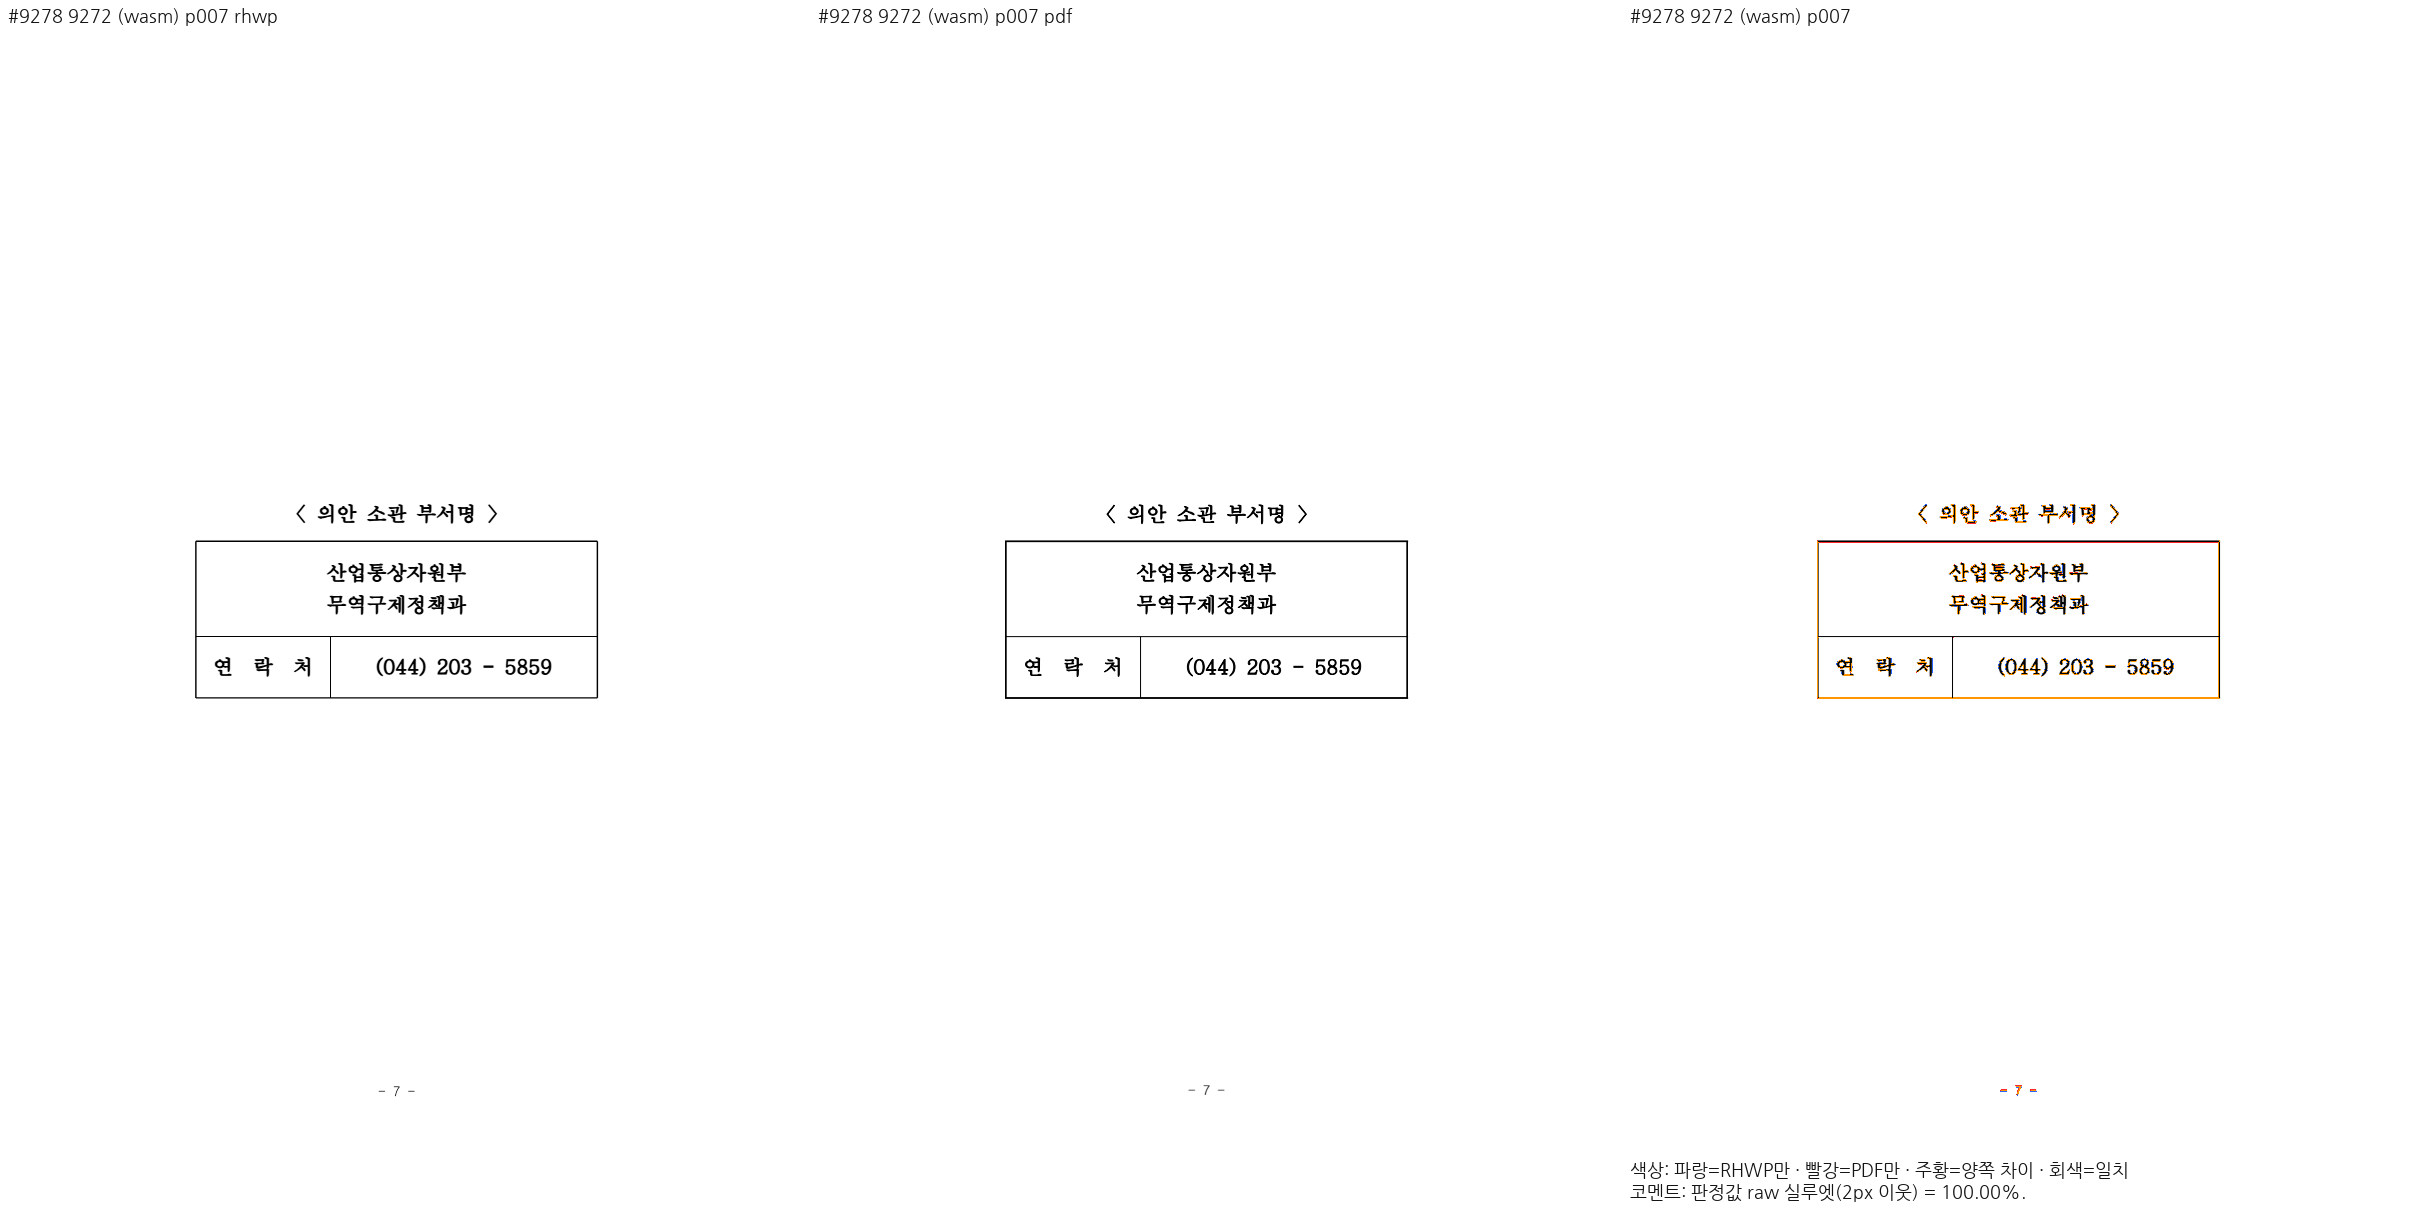 #9278 9272 (wasm) p007 rhwp
〈 의안 소관 부서명 〉
산업통상자원부
무역구제정책과
연 락 처 (044) 203 - 5859
- 7 -
#9278 9272 (wasm) p007 pdf
〈 의안 소관 부서명 〉
산업통상자원부
무역구제정책과
연 락 처 (044) 203 - 5859
- 7 -
#9278 9272 (wasm) p007
〈 의안 소관 부서명 〉
산업통상자원부
무역구제정책과
연 락 처 (044) 203 - 5859
- 7 -
색상: 파랑=RHWP만 · 빨강=PDF만 · 주황=양쪽 차이 · 회색=일치
코멘트: 판정값 raw 실루엣(2px 이웃) = 100.00%.